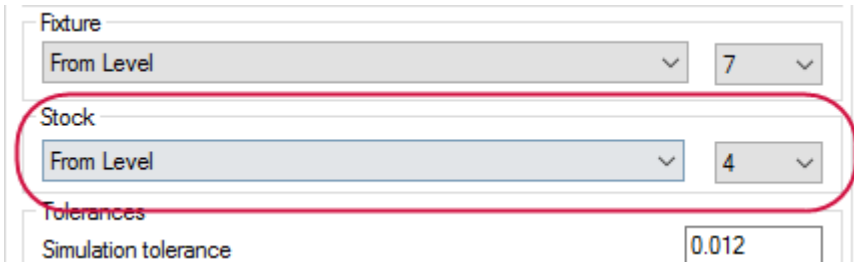 Fixture
From Level 7
Stock
From Level 4
Tolerances
Simulation tolerance 0.012